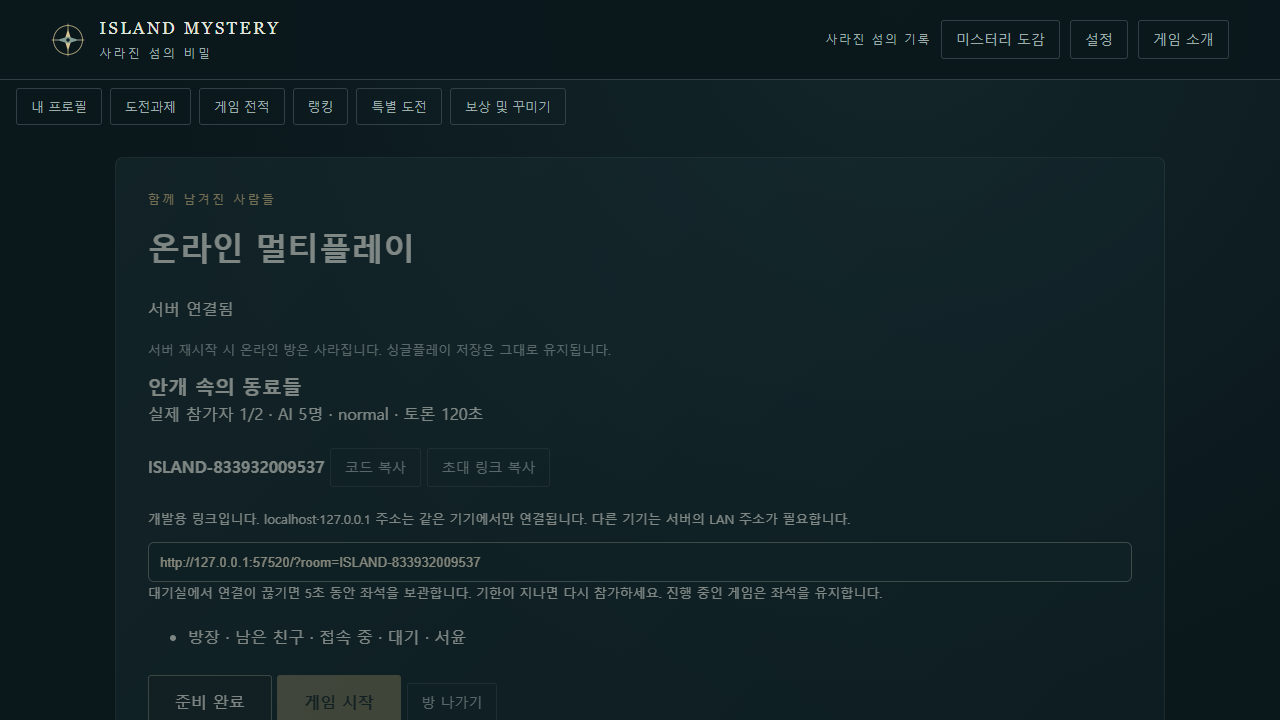 ISLAND MYSTERY
사라진 섬의 비밀
사라진 섬의 기록
미스터리 도감
설정
게임 소개
내 프로필
도전과제
게임 전적
랭킹
특별 도전
보상 및 꾸미기
함께 남겨진 사람들
온라인 멀티플레이
서버 연결됨
서버 재시작 시 온라인 방은 사라집니다. 싱글플레이 저장은 그대로 유지됩니다.
안개 속의 동료들
실제 참가자 1/2 · AI 5명 · normal · 토론 120초
ISLAND-833932009537 코드 복사 초대 링크 복사
개발용 링크입니다. localhost·127.0.0.1 주소는 같은 기기에서만 연결됩니다. 다른 기기는 서버의 LAN 주소가 필요합니다.
http://127.0.0.1:57520/?room=ISLAND-833932009537
대기실에서 연결이 끊기면 5초 동안 좌석을 보관합니다. 기한이 지나면 다시 참가하세요. 진행 중인 게임은 좌석을 유지합니다.
• 방장 · 남은 친구 · 접속 중 · 대기 · 서윤
준비 완료
게임 시작
방 나가기